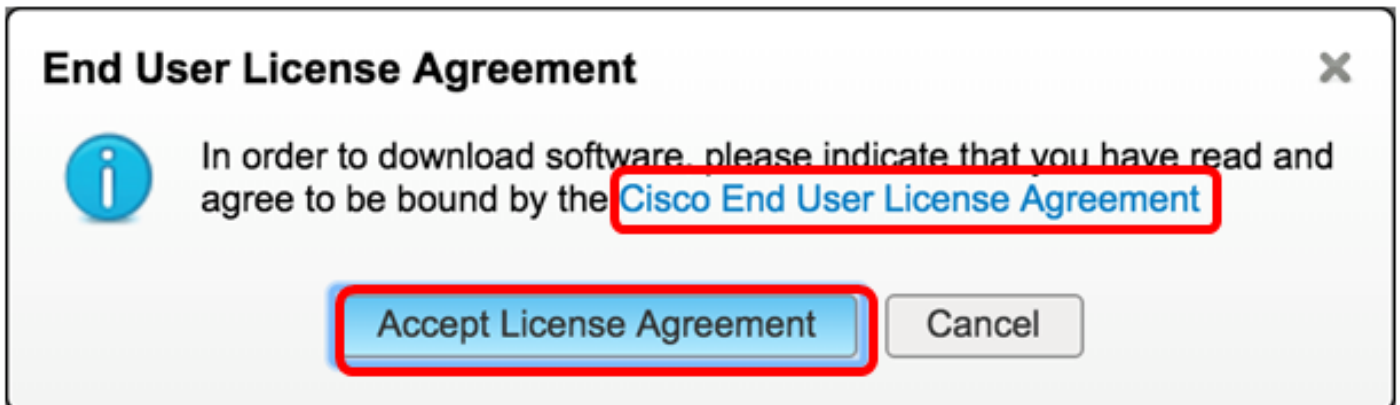 End User License Agreement
In order to download software, please indicate that you have read and
agree to be bound by the Cisco End User License Agreement
Accept License Agreement
Cancel